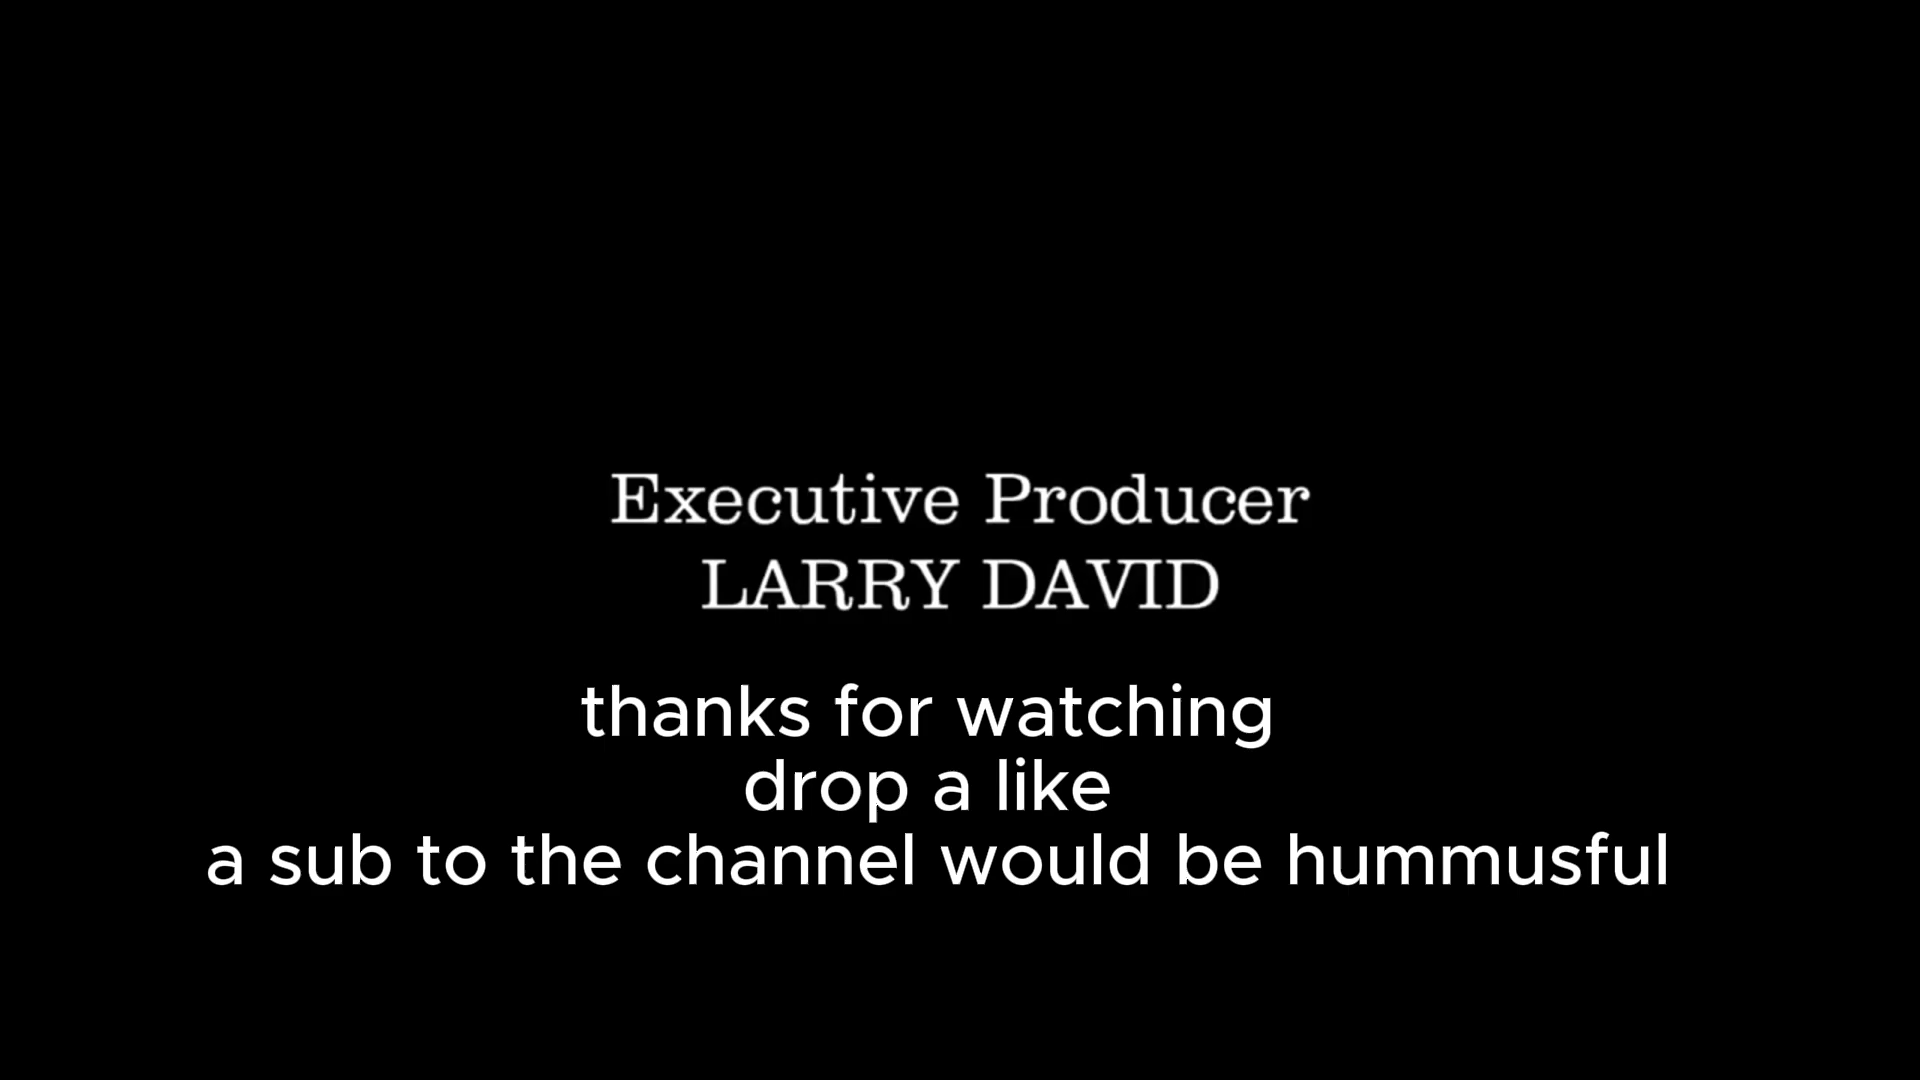 Executive Producer
LARRY DAVID
thanks for watching
drop a like
a sub to the channel would be hummusful